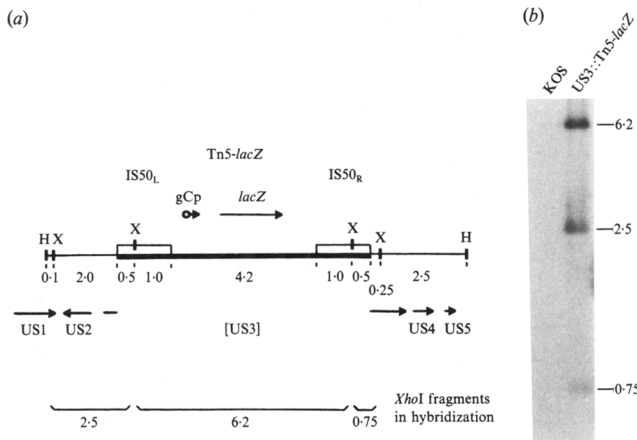 (a)
(b)
KOS
US3::Tn5-lacZ
6·2
2·5
0·75
Tn5-lacZ
IS50L
IS50R
gCp
lacZ
H X X X X H
0·1 2·0 0·5 1·0 4·2 1·0 0·5 2·5
0·25
US1 US2 [US3] US4 US5
XhoI fragments
in hybridization
2·5 6·2 0·75